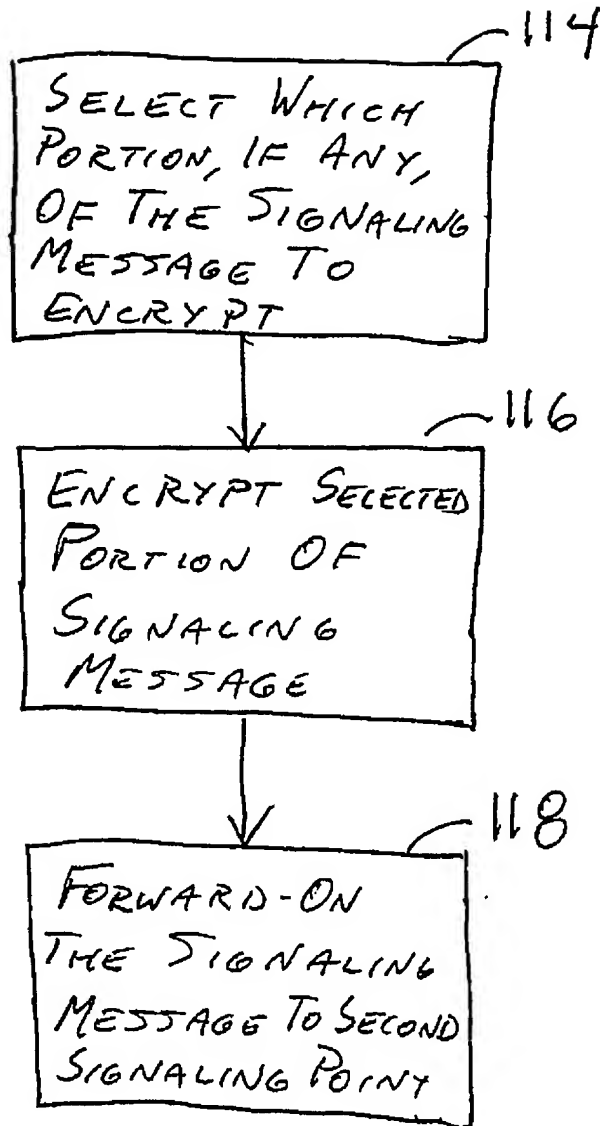 114
SELECT WHICH
PORTION, IF ANY,
OF THE SIGNALING
MESSAGE TO
ENCRYPT
116
ENCRYPT SELECTED
PORTION OF
SIGNALING
MESSAGE
118
FORWARD-ON
THE SIGNALING
MESSAGE TO SECOND
SIGNALING POINT